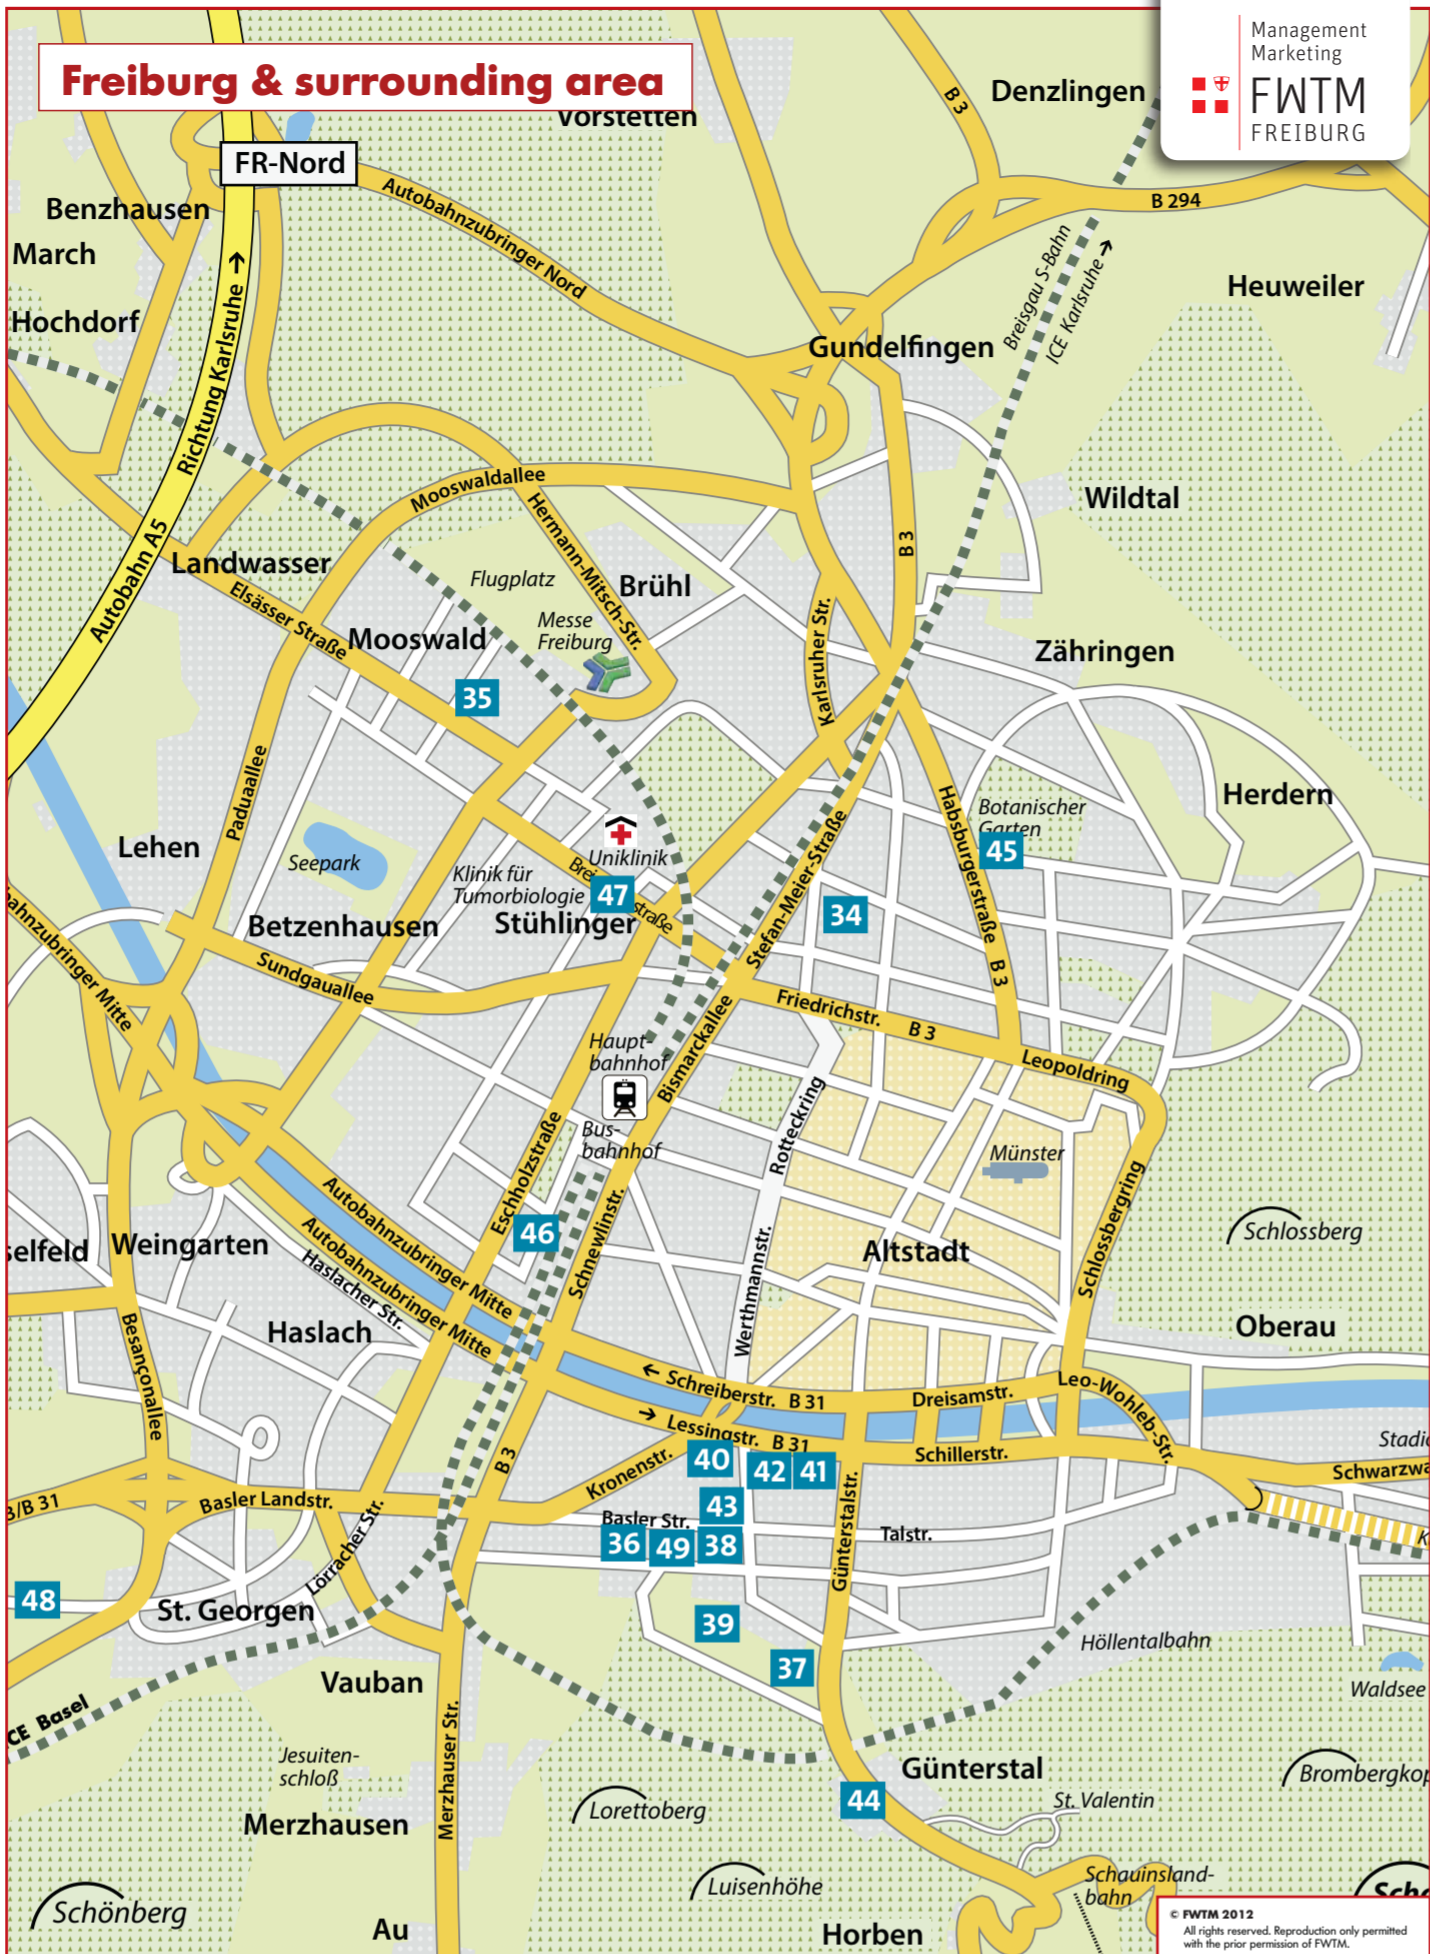 Freiburg & surrounding area
Management
Marketing
FWTM
FREIBURG
Vorstetten
Denzlingen
B 3
FR-Nord
Autobahnzubringer Nord
B 294
Benzhausen
March
Hochdorf
Richtung Karlsruhe →
Autobahn A5
Breisgau S-Bahn
ICE Karlsruhe →
Heuweiler
Gundelfingen
Mooswaldallee
Wildtal
Hermann-Mitsch-Str.
B 3
Landwasser
Flugplatz
Brühl
Elsässer Straße
Messe
Freiburg
Mooswald
Karlsruher Str.
Zähringen
35
Paduaallee
Herdern
Habsburgerstraße
B 3
Botanischer
Garten
45
Lehen
Seepark
Uniklinik
Klinik für
Tumorbiologie
47
Stühlinger
Stefan-Meier-Straße
34
Betzenhausen
Sundgauallee
Friedrichstr.
B 3
Leopoldring
Haupt-
bahnhof
Bismarckallee
Bus-
bahnhof
Rotteckring
Münster
Eschholzstraße
46
Schnewlinstr.
Schlossbergring
Schlossberg
Autobahnzubringer Mitte
Autobahnzubringer Mitte
Haslacher Str.
Weingarten
Altstadt
Werthmannstr.
Haslach
Oberau
Besançonallee
← Schreiberstr. B 31
Dreisamstr.
Leo-Wohleb-Str.
→ Lessingstr. B 31
Schillerstr.
B 3
Kronenstr.
40
42
41
43
Basler Landstr.
Basler Str.
36
49
38
Talstr.
Günterstalstr.
Lörracher Str.
48
St. Georgen
39
37
Höllentalbahn
Waldsee
Vauban
Merzhauser Str.
Jesuiten-
schloß
Günterstal
44
St. Valentin
Lorettoberg
Merzhausen
Luisenhöhe
Schauinsland-
bahn
Schönberg
Au
Horben
© FWTM 2012
All rights reserved. Reproduction only permitted
with the prior permission of FWTM.